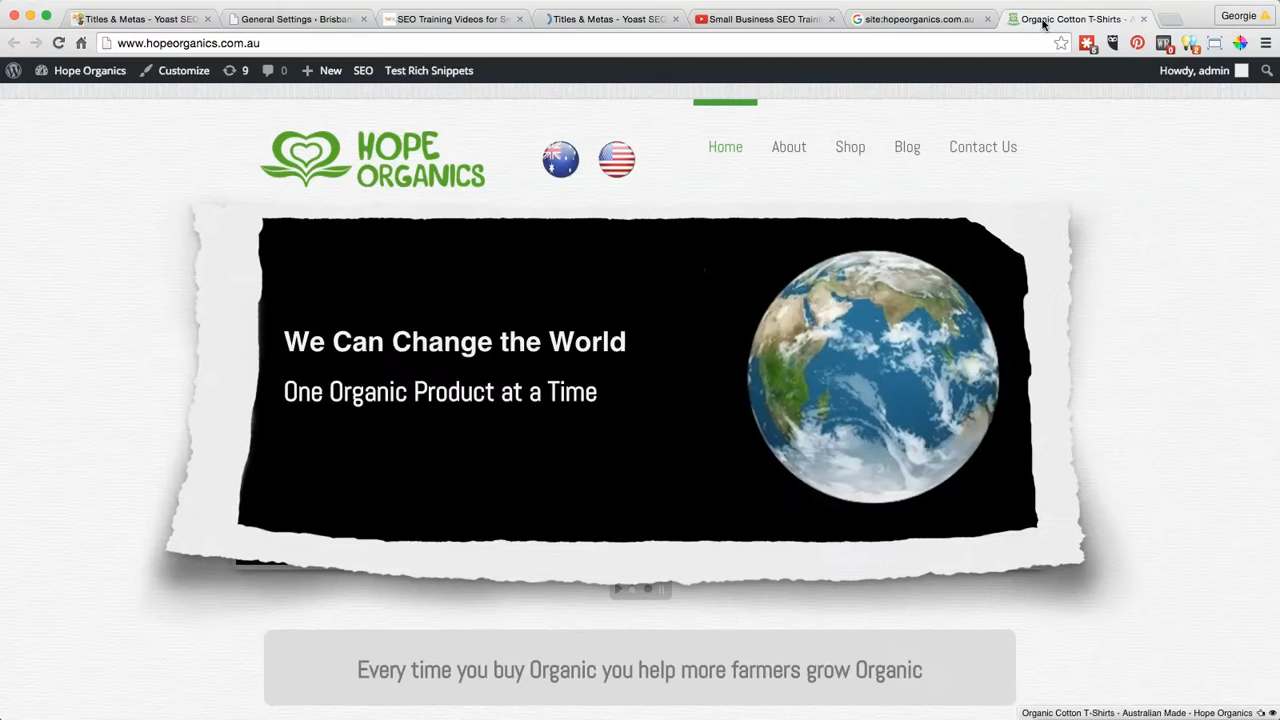 Titles & Metas - Yoast SEO
General Settings ‹ Brisban
SEO Training Videos for S
Titles & Metas - Yoast SEO
Small Business SEO Training
site:hopeorganics.com.au
Organic Cotton T-Shirts - A
Georgie
www.hopeorganics.com.au
5
0
2
Hope Organics
Customize
9
0
New
SEO
Test Rich Snippets
Howdy, admin
HOPE
ORGANICS
Home
About
Shop
Blog
Contact Us
We Can Change the World
One Organic Product at a Time
Every time you buy Organic you help more farmers grow Organic
Organic Cotton T-Shirts - Australian Made - Hope Organics